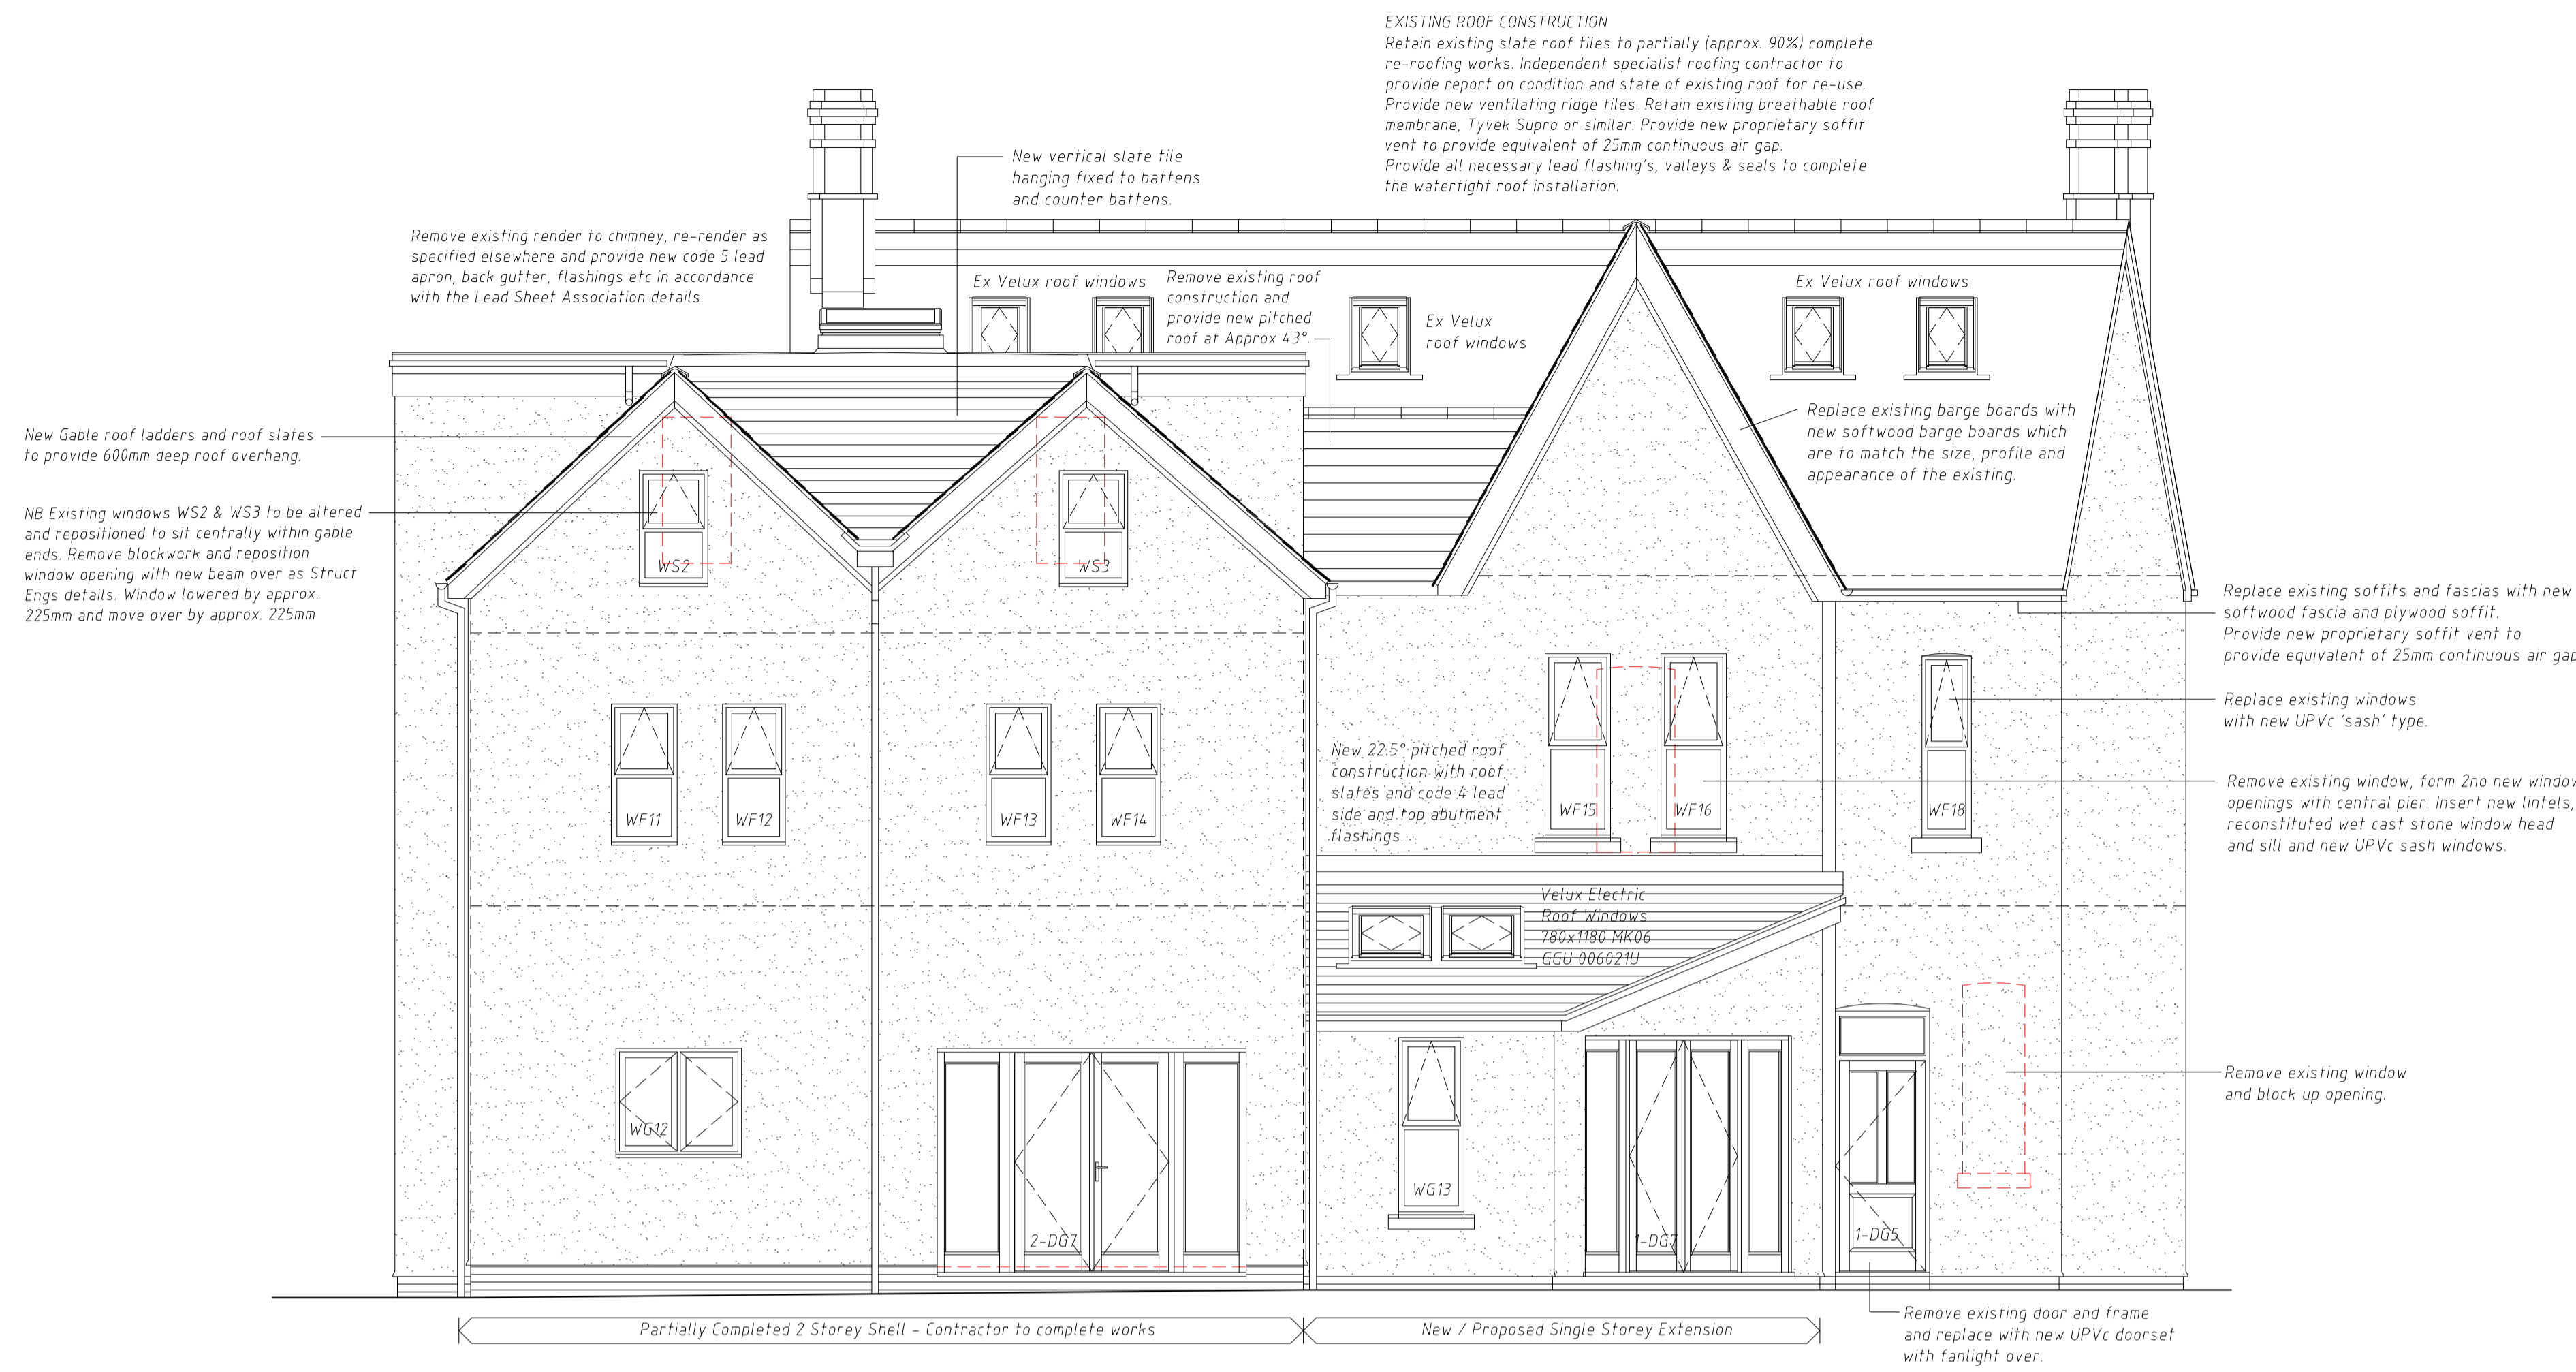 EXISTING ROOF CONSTRUCTION
Retain existing slate roof tiles to partially (approx. 90%) complete
re-roofing works. Independent specialist roofing contractor to
provide report on condition and state of existing roof for re-use.
Provide new ventilating ridge tiles. Retain existing breathable roof
membrane, Tyvek Supro or similar. Provide new proprietary soffit
vent to provide equivalent of 25mm continuous air gap.
Provide all necessary lead flashing's, valleys & seals to complete
the watertight roof installation.
New vertical slate tile
hanging fixed to battens
and counter battens.
Remove existing render to chimney, re-render as
specified elsewhere and provide new code 5 lead
apron, back gutter, flashings etc in accordance
with the Lead Sheet Association details.
Ex Velux roof windows
Remove existing roof
construction and
provide new pitched
roof at Approx 43°.
Ex Velux
roof windows
Ex Velux roof windows
Replace existing barge boards with
new softwood barge boards which
are to match the size, profile and
appearance of the existing.
New Gable roof ladders and roof slates
to provide 600mm deep roof overhang.
NB Existing windows WS2 & WS3 to be altered
and repositioned to sit centrally within gable
ends. Remove blockwork and reposition
window opening with new beam over as Struct
Engs details. Window lowered by approx.
225mm and move over by approx. 225mm
WS2
WS3
Replace existing soffits and fascias with new
softwood fascia and plywood soffit.
Provide new proprietary soffit vent to
provide equivalent of 25mm continuous air gap
Replace existing windows
with new UPVc 'sash' type.
Remove existing window, form 2no new window
openings with central pier. Insert new lintels,
reconstituted wet cast stone window head
and sill and new UPVc sash windows.
New 22.5° pitched roof
construction with roof
slates and code 4 lead
side and top abutment
flashings.
WF11
WF12
WF13
WF14
WF15
WF16
WF18
Velux Electric
Roof Windows
780x1180 MK06
GGU 006021U
Remove existing window
and block up opening.
WG12
WG13
2-DG7
1-DG7
1-DG5
Remove existing door and frame
and replace with new UPVc doorset
with fanlight over.
Partially Completed 2 Storey Shell - Contractor to complete works
New / Proposed Single Storey Extension